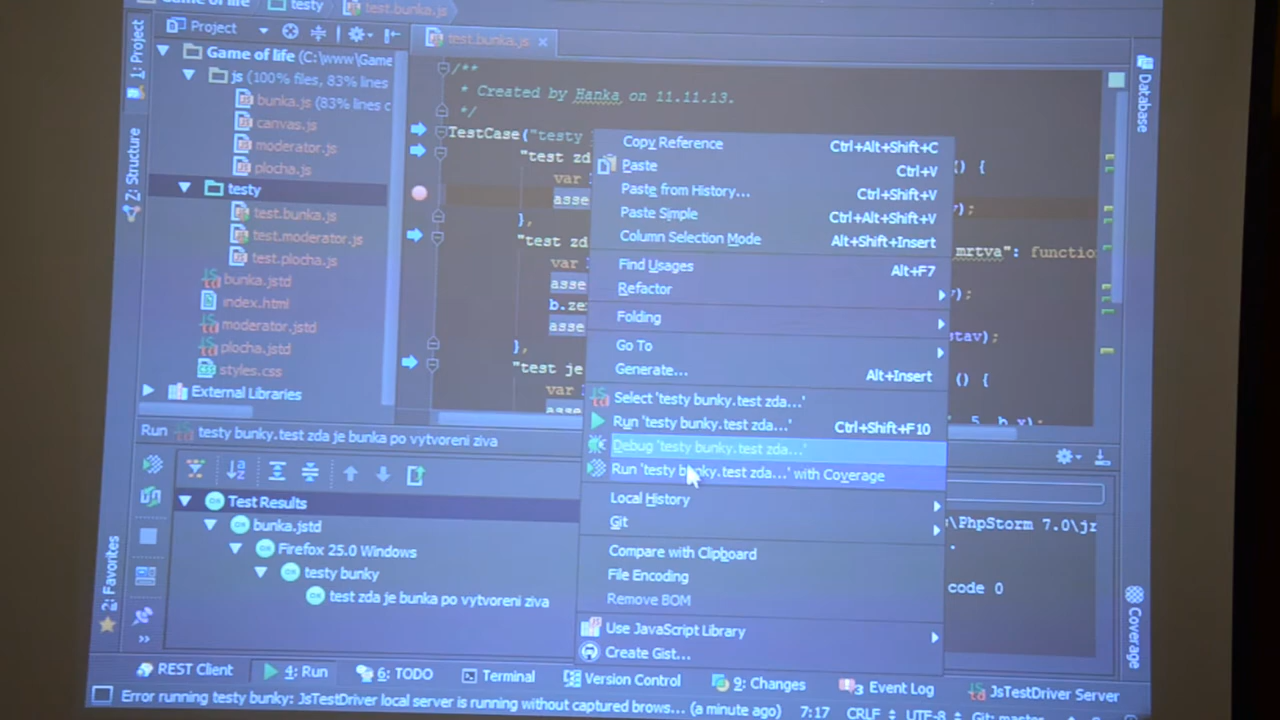 Game of life testy test.bunka.js
Project
test.bunka.js
1: Project
Z: Structure
2: Favorites
Database
Coverage
Game of life (C:\www\Game
js (100% files, 83% lines
bunka.js (83% lines c
canvas.js
moderator.js
plocha.js
testy
test.bunka.js
test.moderator.js
test.plocha.js
bunka.jstd
index.html
moderator.jstd
plocha.jstd
styles.css
External Libraries
/**
* Created by Hanka on 11.11.13.
*/
TestCase("testy
"test zd
() {
var
asse
);
},
"test zd
mrtva": functio
var
asse
);
b.ze
asse
tav);
},
"test je
() {
var
asse
5, b.x);
Copy Reference Ctrl+Alt+Shift+C
Paste Ctrl+V
Paste from History... Ctrl+Shift+V
Paste Simple Ctrl+Alt+Shift+V
Column Selection Mode Alt+Shift+Insert
Find Usages Alt+F7
Refactor
Folding
Go To
Generate... Alt+Insert
Select 'testy bunky.test zda...'
Run 'testy bunky.test zda...' Ctrl+Shift+F10
Debug 'testy bunky.test zda...'
Run 'testy bunky.test zda...' with Coverage
Local History
Git
Compare with Clipboard
File Encoding
Remove BOM
Use JavaScript Library
Create Gist...
Run testy bunky.test zda je bunka po vytvoreni ziva
Test Results
bunka.jstd
Firefox 25.0 Windows
testy bunky
test zda je bunka po vytvoreni ziva
\PhpStorm 7.0\jr
code 0
REST Client 4: Run 6: TODO Terminal Version Control 9: Changes 3 Event Log JsTestDriver Server
Error running testy bunky: JsTestDriver local server is running without captured brows... (a minute ago) 7:17 CRLF UTF-8 Git: master